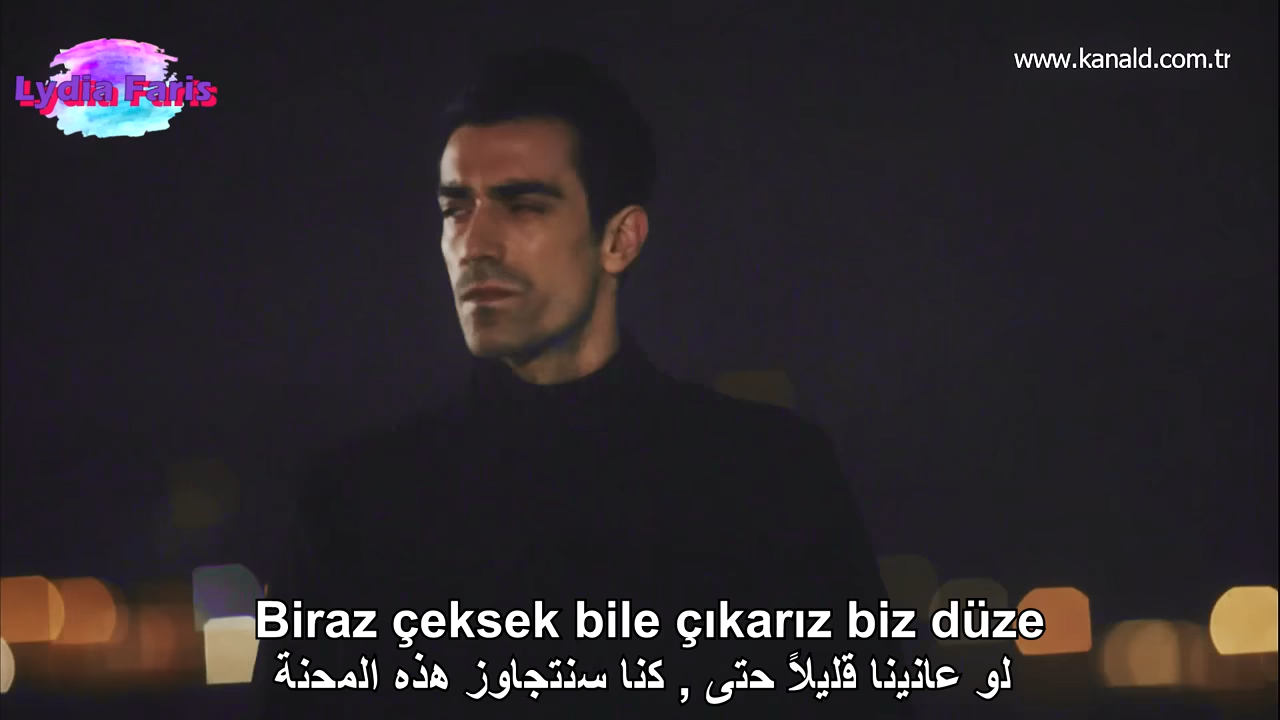 Lydia Faris
www.kanald.com.tr
Biraz çeksek bile çıkarız biz düze
لو عانينا قليلاً حتى , كنا سنتجاوز هذه المحنة